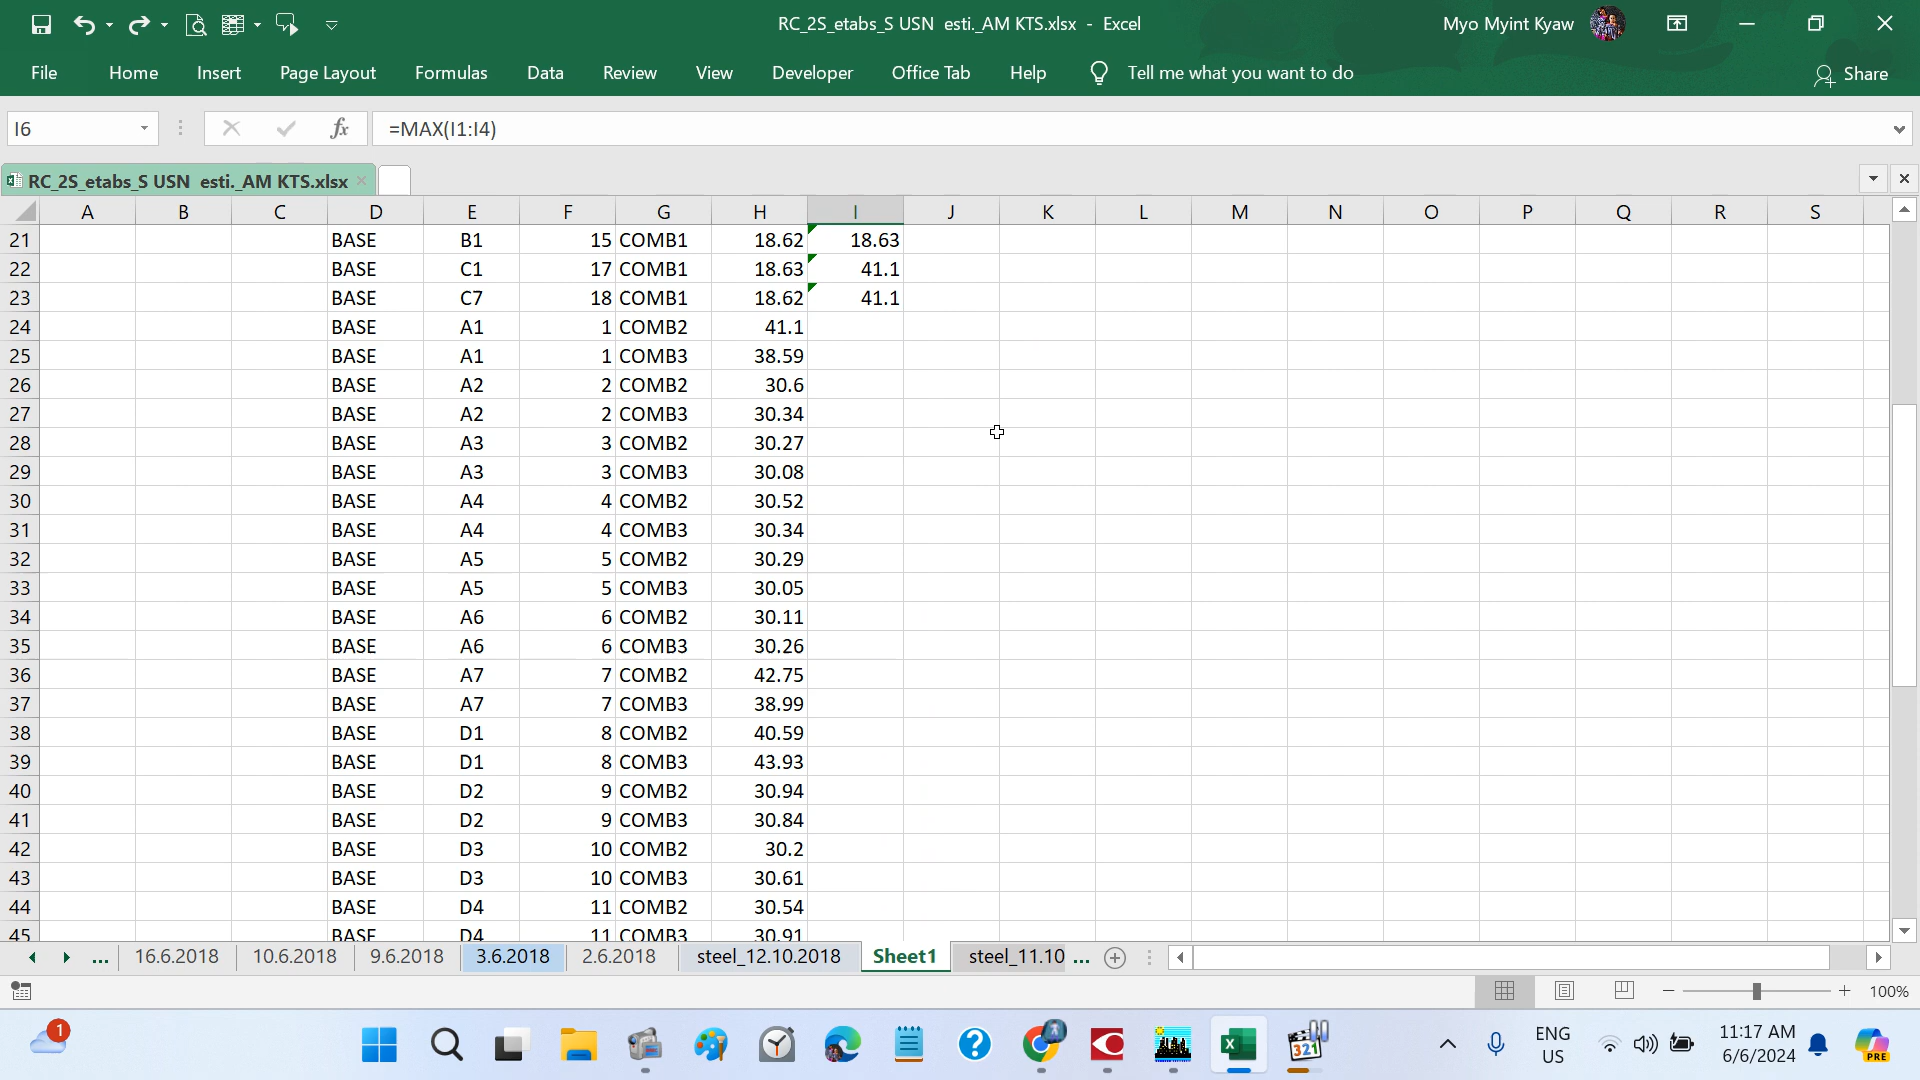 RC_2S_etabs_S USN  esti._AM KTS.xlsx  -  Excel
Myo Myint Kyaw
File Home Insert Page Layout Formulas Data Review View Developer Office Tab Help Tell me what you want to do Share
I6 fx =MAX(I1:I4)
RC_2S_etabs_S USN  esti._AM KTS.xlsx
A B C D E F G H I J K L M N O P Q R S
21 BASE B1 15 COMB1 18.62 18.63
22 BASE C1 17 COMB1 18.63 41.1
23 BASE C7 18 COMB1 18.62 41.1
24 BASE A1 1 COMB2 41.1
25 BASE A1 1 COMB3 38.59
26 BASE A2 2 COMB2 30.6
27 BASE A2 2 COMB3 30.34
28 BASE A3 3 COMB2 30.27
29 BASE A3 3 COMB3 30.08
30 BASE A4 4 COMB2 30.52
31 BASE A4 4 COMB3 30.34
32 BASE A5 5 COMB2 30.29
33 BASE A5 5 COMB3 30.05
34 BASE A6 6 COMB2 30.11
35 BASE A6 6 COMB3 30.26
36 BASE A7 7 COMB2 42.75
37 BASE A7 7 COMB3 38.99
38 BASE D1 8 COMB2 40.59
39 BASE D1 8 COMB3 43.93
40 BASE D2 9 COMB2 30.94
41 BASE D2 9 COMB3 30.84
42 BASE D3 10 COMB2 30.2
43 BASE D3 10 COMB3 30.61
44 BASE D4 11 COMB2 30.54
45 BASE D4 11 COMB3 30.91
... 16.6.2018 10.6.2018 9.6.2018 3.6.2018 2.6.2018 steel_12.10.2018 Sheet1 steel_11.10 ...
100%
1
321
ENG
US
11:17 AM
6/6/2024
PRE